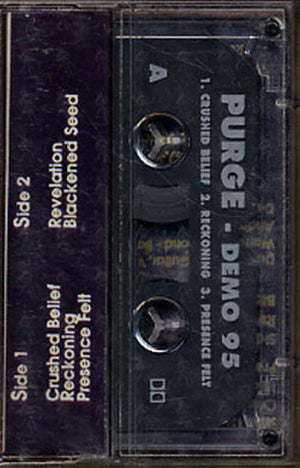 Side 1
Crushed Belief
Reckoning
Presence Felt
Side 2
Revelation
Blackened Seed
PURGE - DEMO 95
1. CRUSHED BELIEF 2. RECKONING 3. PRESENCE FELT
A